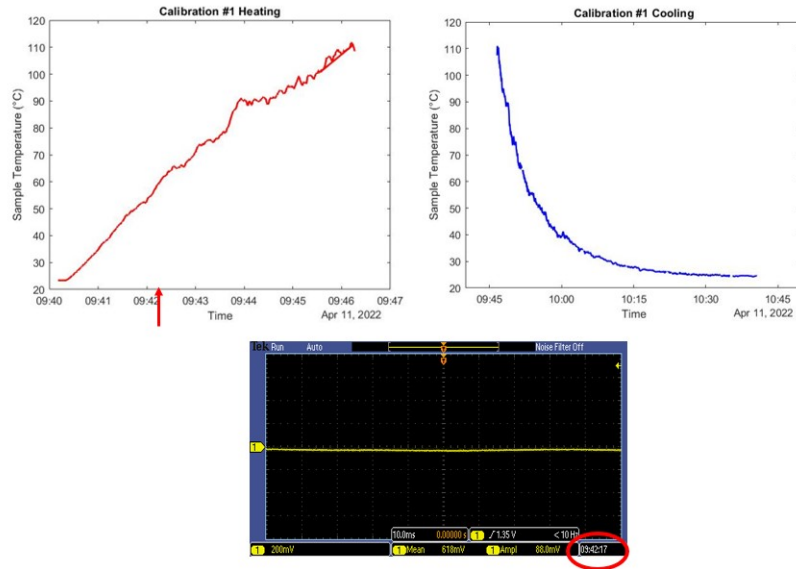 Calibration #1 Heating
120
110
100
90
80
70
60
50
40
30
20
Sample Temperature (°C)
09:40 09:41 09:42 09:43 09:44 09:45 09:46 09:47
Time
Apr 11, 2022
Calibration #1 Cooling
120
110
100
90
80
70
60
50
40
30
20
Sample Temperature (°C)
09:45 10:00 10:15 10:30 10:45
Time
Apr 11, 2022
Tek Run Auto Noise Filter Off
1
10.0ms 0.00000 s 1 1.35 V < 10 Hz
1 200mV 1 Mean 618mV 1 Ampl 88.0mV 09:42:17